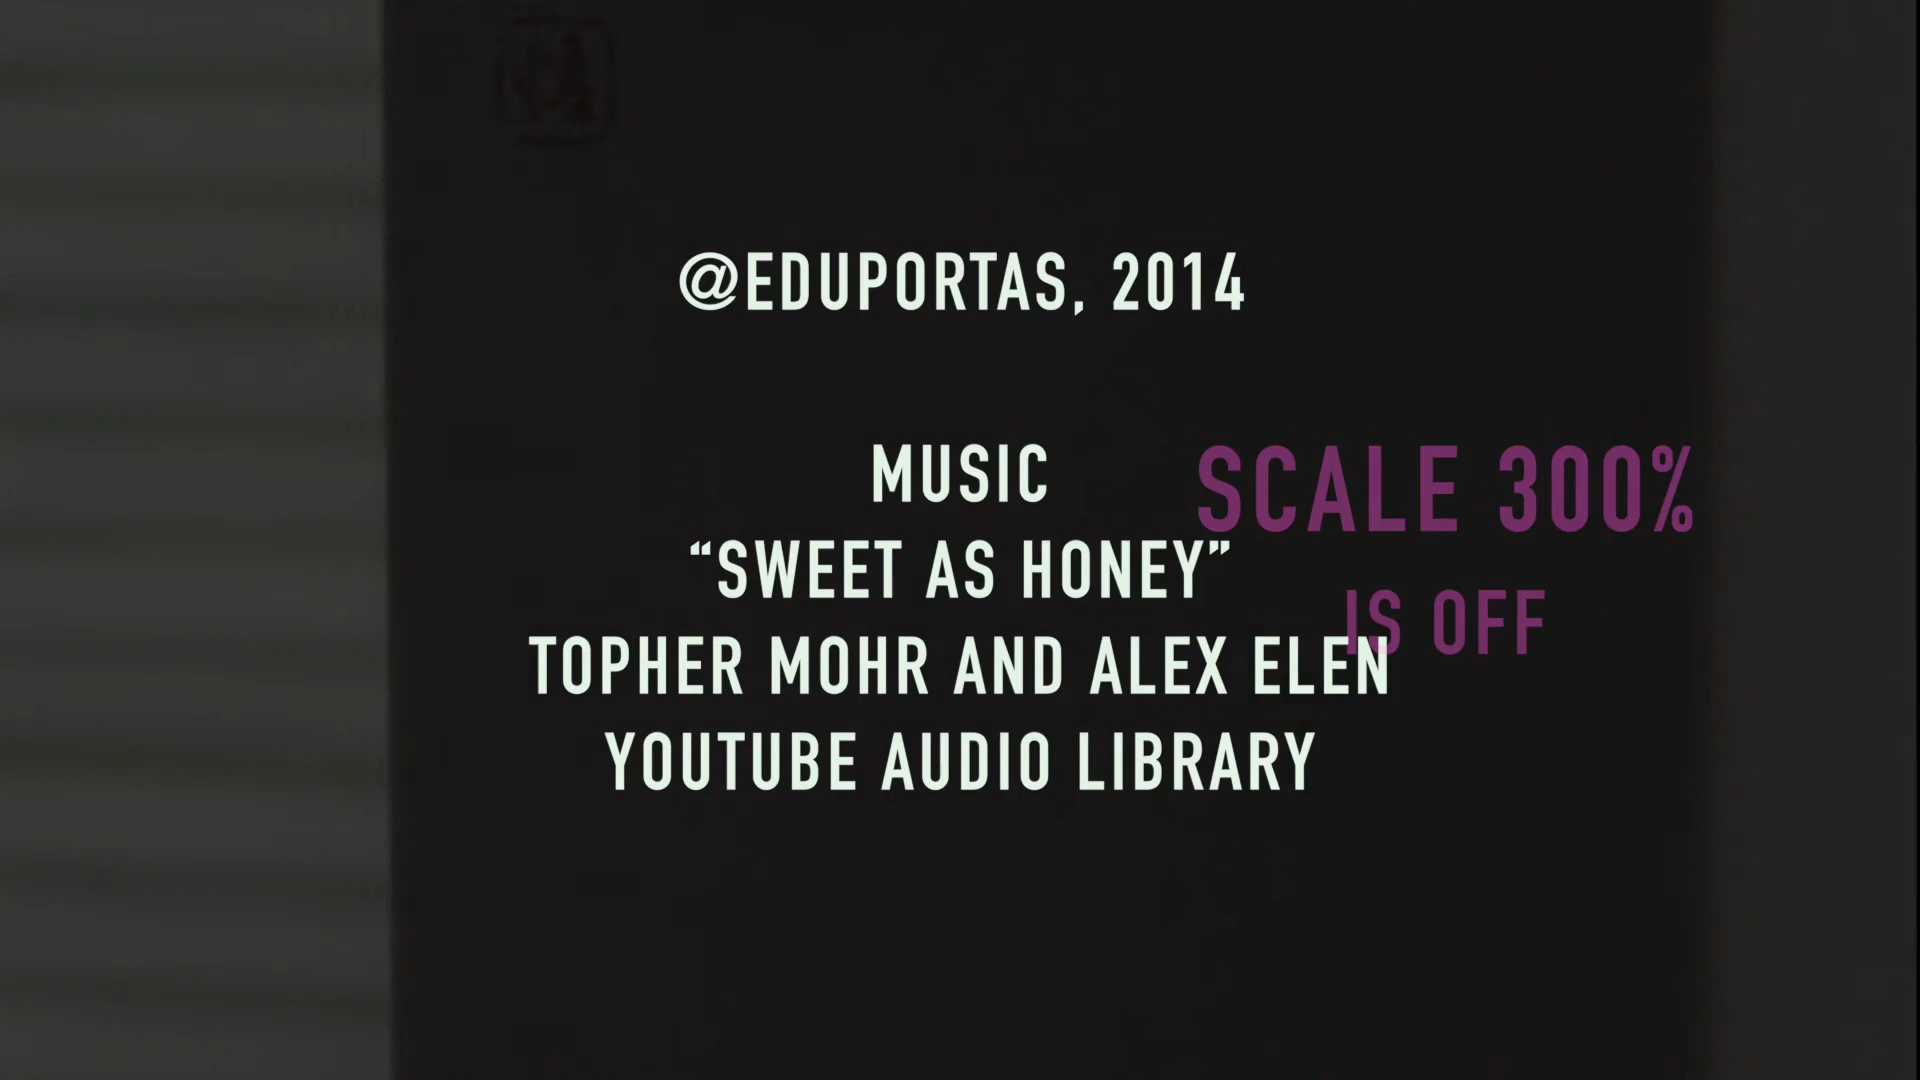 @EDUPORTAS, 2014
MUSIC
“SWEET AS HONEY”
TOPHER MOHR AND ALEX ELEN
YOUTUBE AUDIO LIBRARY
SCALE 300%
IS OFF